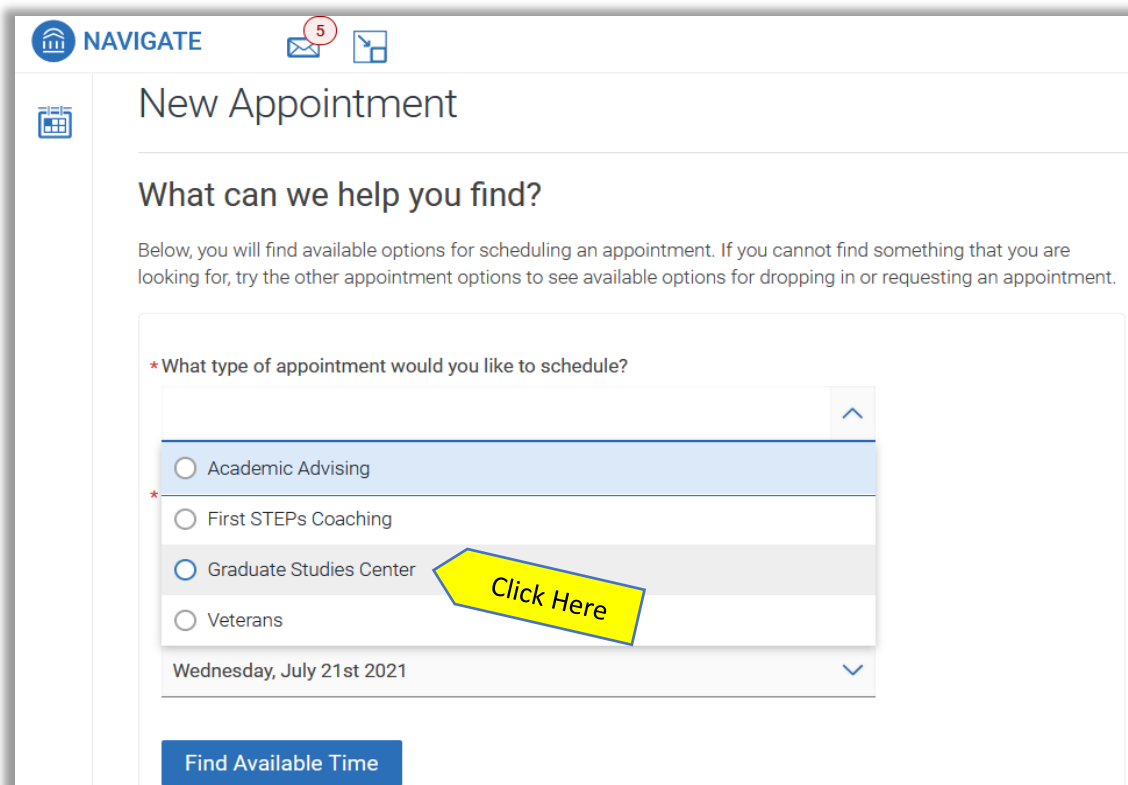 NAVIGATE
5
New Appointment
What can we help you find?
Below, you will find available options for scheduling an appointment. If you cannot find something that you are
looking for, try the other appointment options to see available options for dropping in or requesting an appointment.
* What type of appointment would you like to schedule?
Academic Advising
*
First STEPs Coaching
Graduate Studies Center
Click Here
Veterans
Wednesday, July 21st 2021
Find Available Time